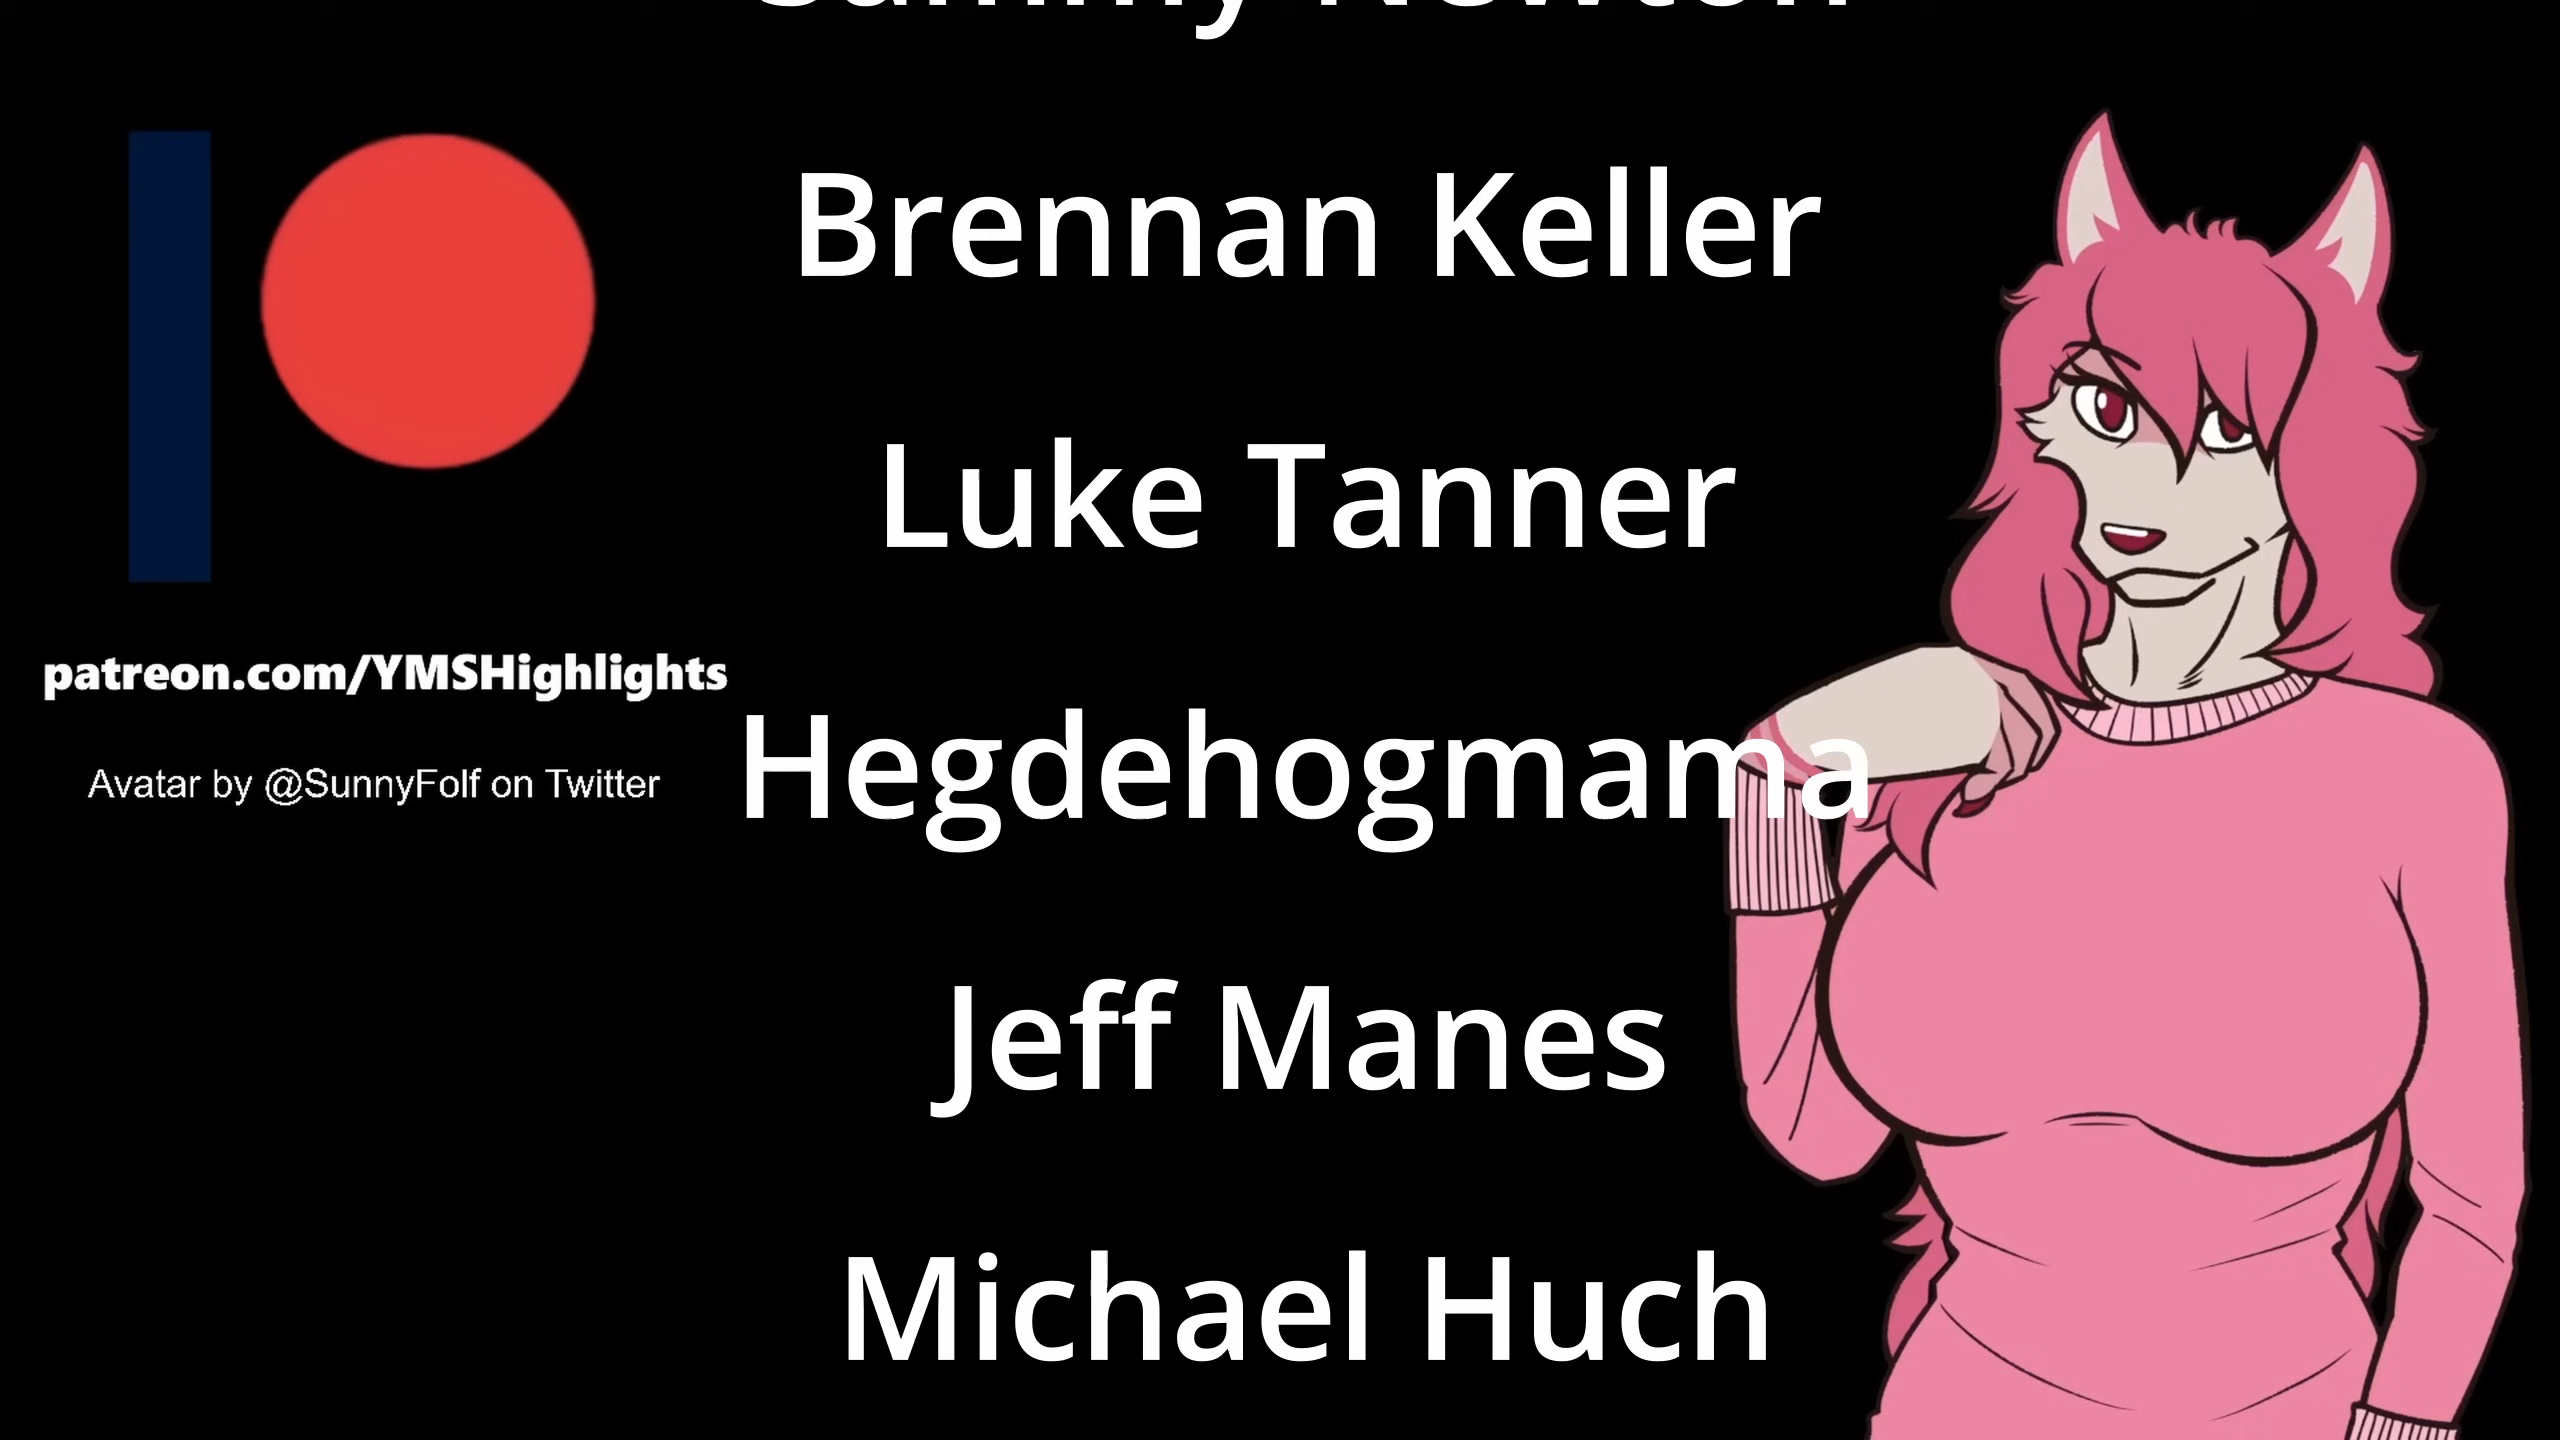 Brennan Keller
Luke Tanner
patreon.com/YMSHighlights
Hegdehogmama
Avatar by @SunnyFolf on Twitter
Jeff Manes
Michael Huch